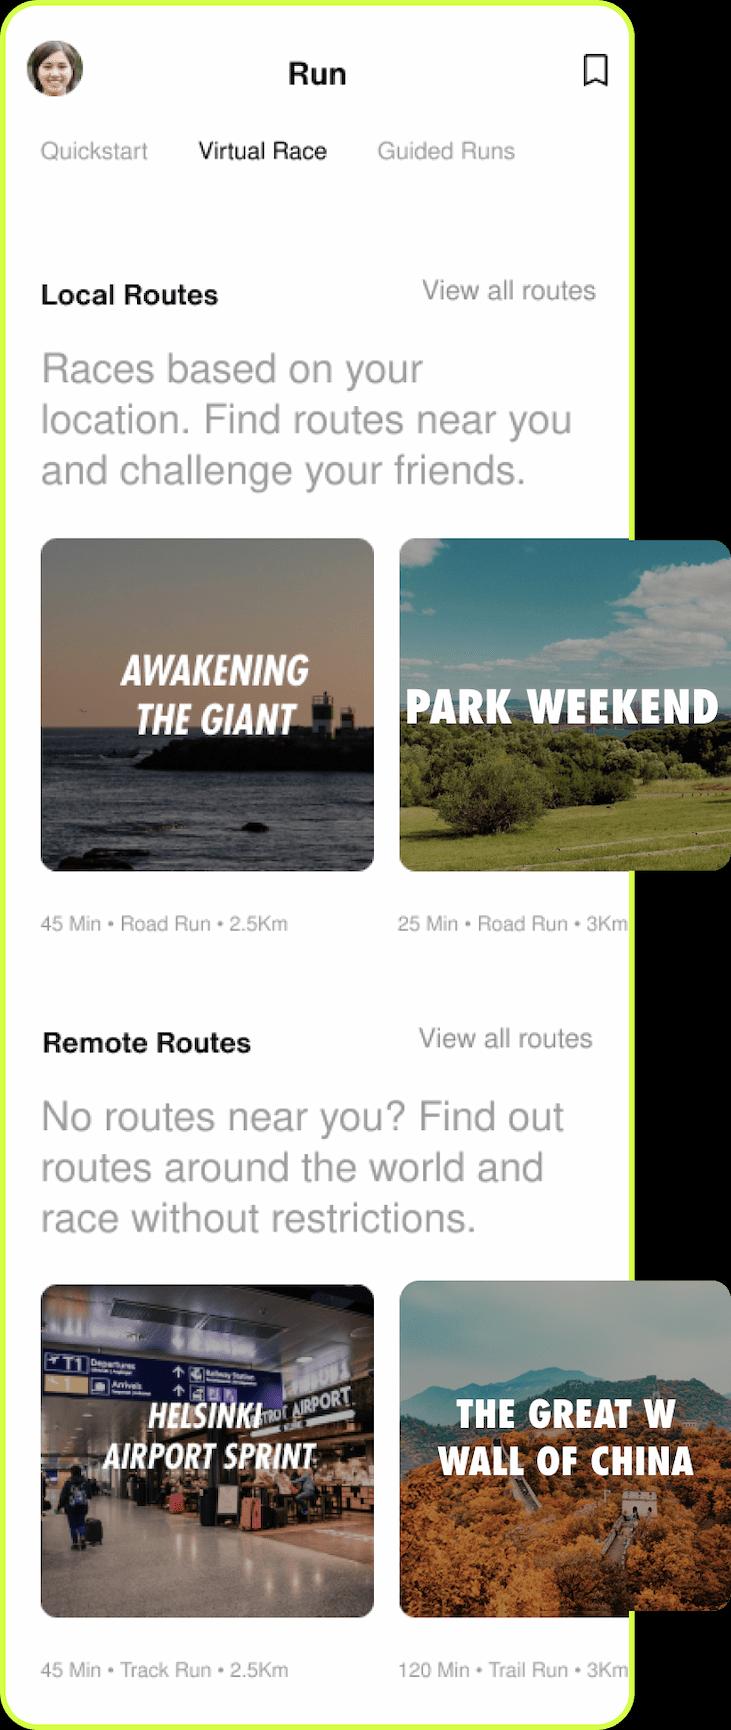 Run
Quickstart Virtual Race Guided Runs
Local Routes View all routes
Races based on your
location. Find routes near you
and challenge your friends.
AWAKENING
THE GIANT
PARK WEEKEND
45 Min • Road Run • 2.5Km
25 Min • Road Run • 3Km
Remote Routes View all routes
No routes near you? Find out
routes around the world and
race without restrictions.
T1 Departures
Arrivals
Railway Station
BISTROT AIRPORT
HELSINKI
AIRPORT SPRINT
THE GREAT W
WALL OF CHINA
45 Min • Track Run • 2.5Km
120 Min • Trail Run • 3Km